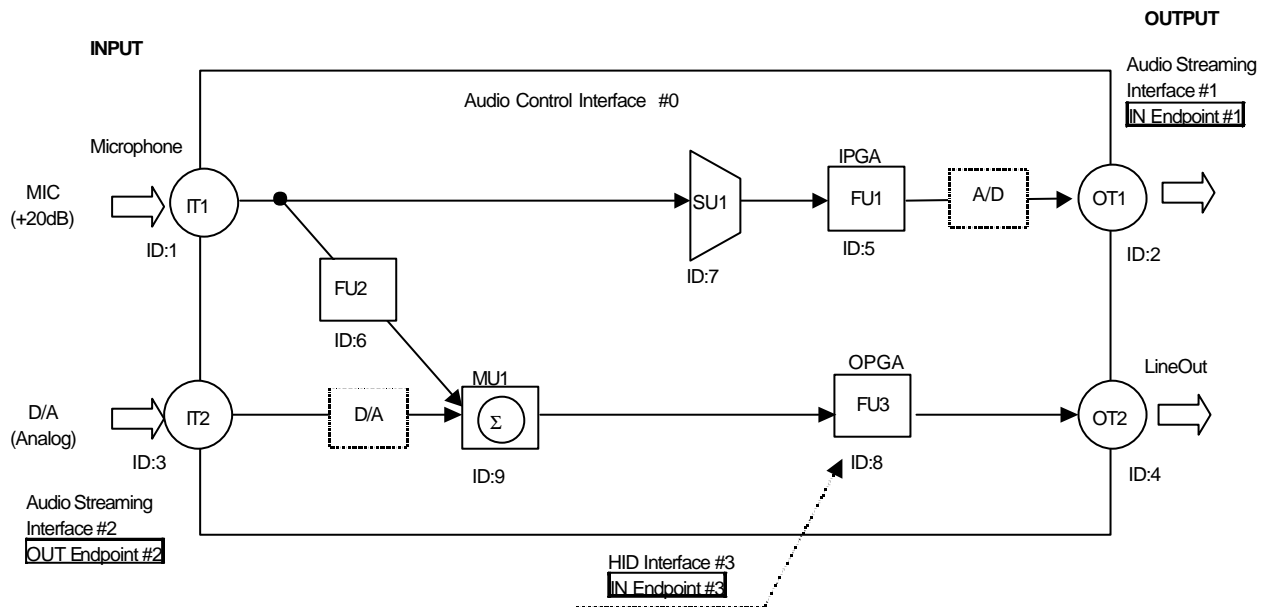 OUTPUT
INPUT
Audio Streaming
Interface #1
IN Endpoint #1
Audio Control Interface #0
Microphone
MIC
(+20dB)
IT1
ID:1
SU1
ID:7
IPGA
FU1
ID:5
A/D
OT1
ID:2
FU2
ID:6
D/A
(Analog)
IT2
ID:3
D/A
MU1
Σ
ID:9
OPGA
FU3
ID:8
LineOut
OT2
ID:4
Audio Streaming
Interface #2
OUT Endpoint #2
HID Interface #3
IN Endpoint #3